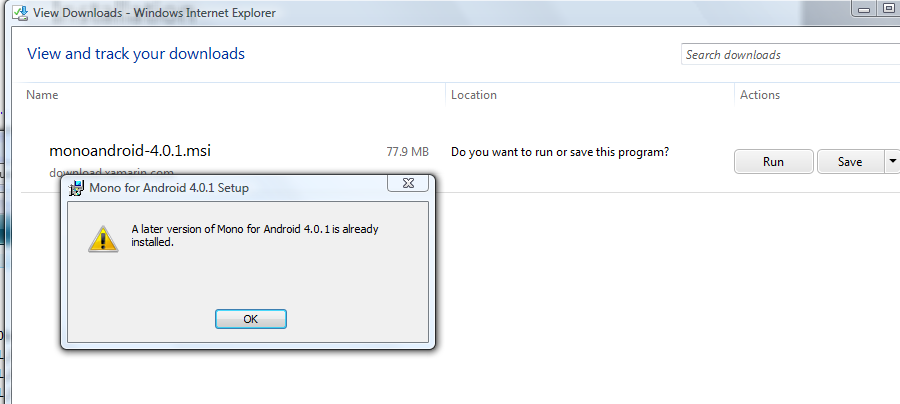 View Downloads - Windows Internet Explorer
View and track your downloads
Search downloads
Name Location Actions
monoandroid-4.0.1.msi 77.9 MB Do you want to run or save this program? Run Save
download.xamarin.com
Mono for Android 4.0.1 Setup
A later version of Mono for Android 4.0.1 is already
installed.
OK